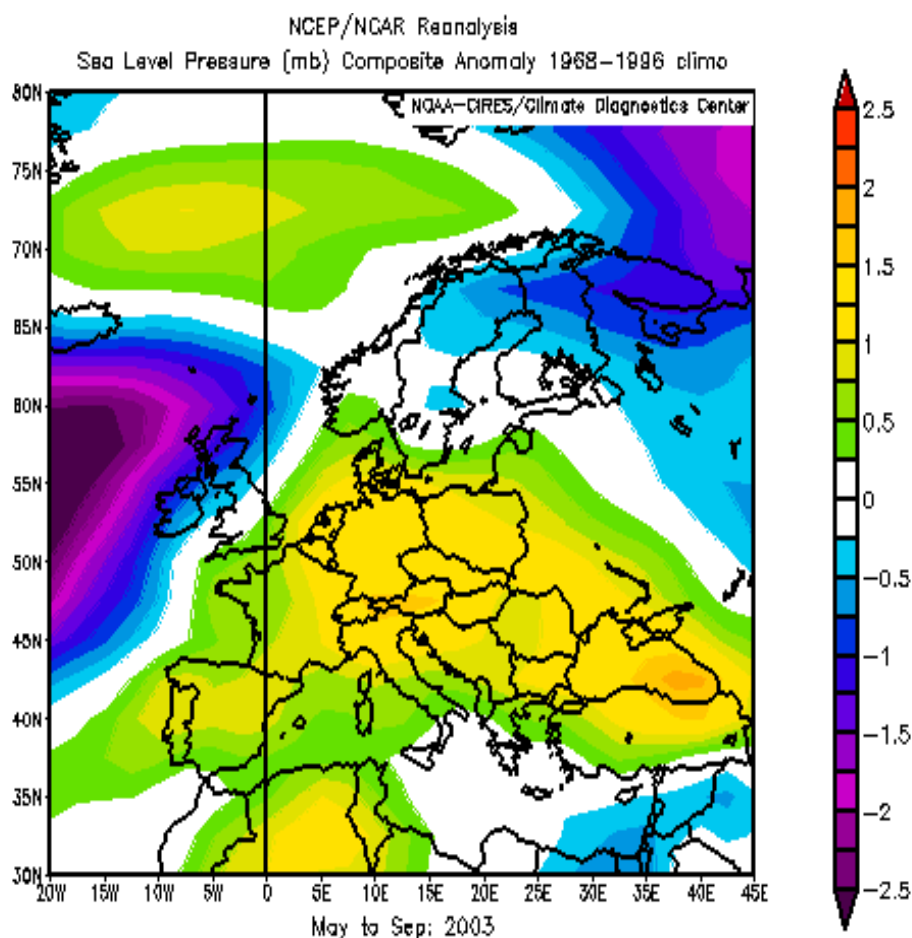 NCEP/NCAR Reanalysis
Sea Level Pressure (mb) Composite Anomaly 1968-1996 climo
NOAA-CIRES/Climate Diagnostics Center
80N
75N
70N
65N
60N
55N
50N
45N
40N
35N
30N
20W 15W 10W 5W 0 5E 10E 15E 20E 25E 30E 35E 40E 45E
May to Sep: 2003
2.5
2
1.5
1
0.5
0
-0.5
-1
-1.5
-2
-2.5